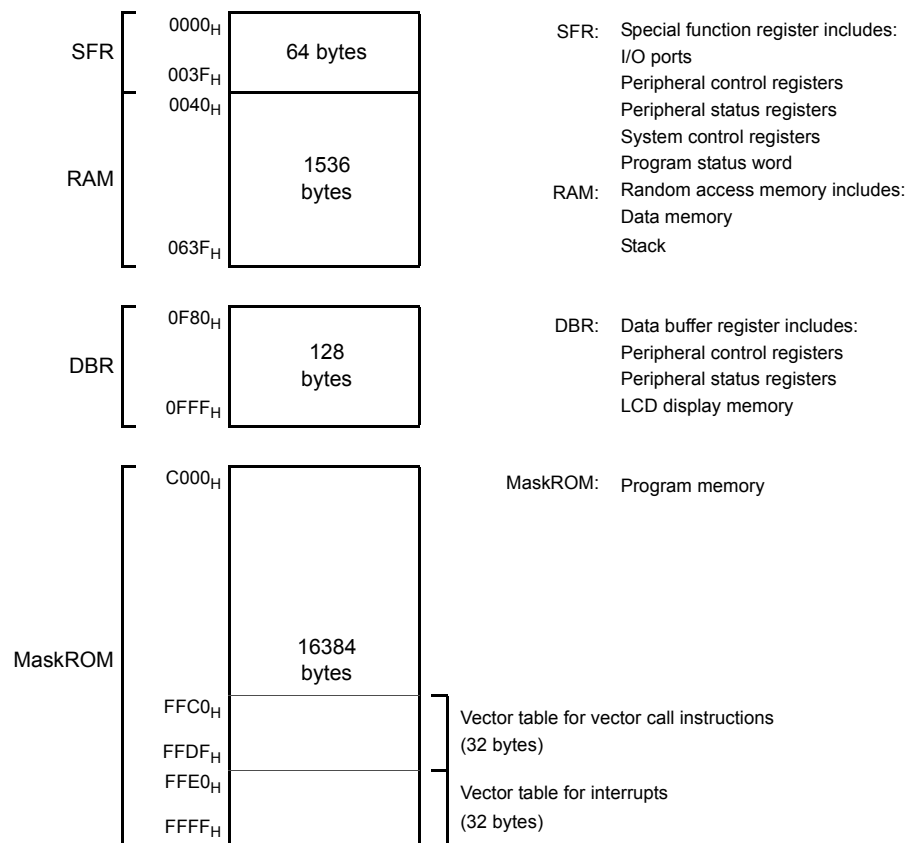 0000H
SFR
64 bytes
003FH
0040H
RAM
1536
bytes
063FH
SFR: Special function register includes:
I/O ports
Peripheral control registers
Peripheral status registers
System control registers
Program status word
RAM: Random access memory includes:
Data memory
Stack
0F80H
DBR
128
bytes
0FFFH
DBR: Data buffer register includes:
Peripheral control registers
Peripheral status registers
LCD display memory
C000H
MaskROM: Program memory
MaskROM
16384
bytes
FFC0H
FFDFH
Vector table for vector call instructions
(32 bytes)
FFE0H
FFFFH
Vector table for interrupts
(32 bytes)